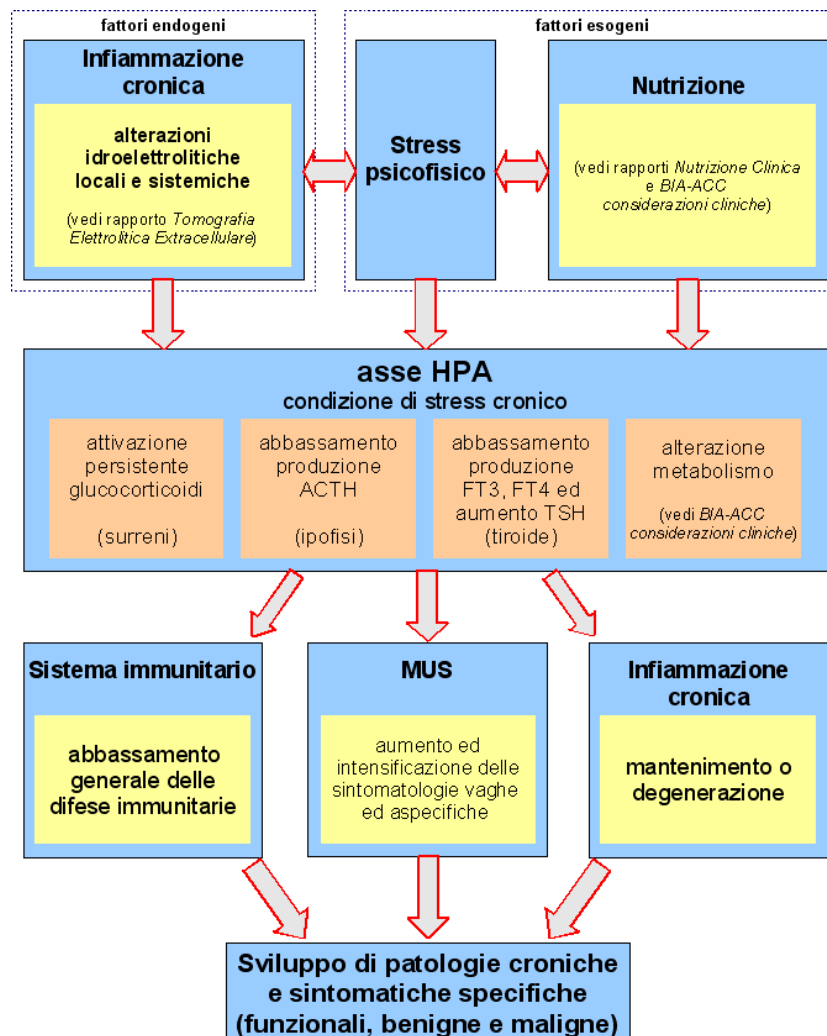 fattori endogeni
fattori esogeni
Infiammazione
cronica
alterazioni
idroelettrolitiche
locali e sistemiche
(vedi rapporto Tomografia
Elettrolitica Extracellulare)
Stress
psicofisico
Nutrizione
(vedi rapporti Nutrizione Clinica
e BIA-ACC
considerazioni cliniche)
asse HPA
condizione di stress cronico
attivazione
persistente
glucocorticoidi
(surreni)
abbassamento
produzione
ACTH
(ipofisi)
abbassamento
produzione
FT3, FT4 ed
aumento TSH
(tiroide)
alterazione
metabolismo
(vedi BIA-ACC
considerazioni cliniche)
Sistema immunitario
abbassamento
generale delle
difese immunitarie
MUS
aumento ed
intensificazione delle
sintomatologie vaghe
ed aspecifiche
Infiammazione
cronica
mantenimento o
degenerazione
Sviluppo di patologie croniche
e sintomatiche specifiche
(funzionali, benigne e maligne)